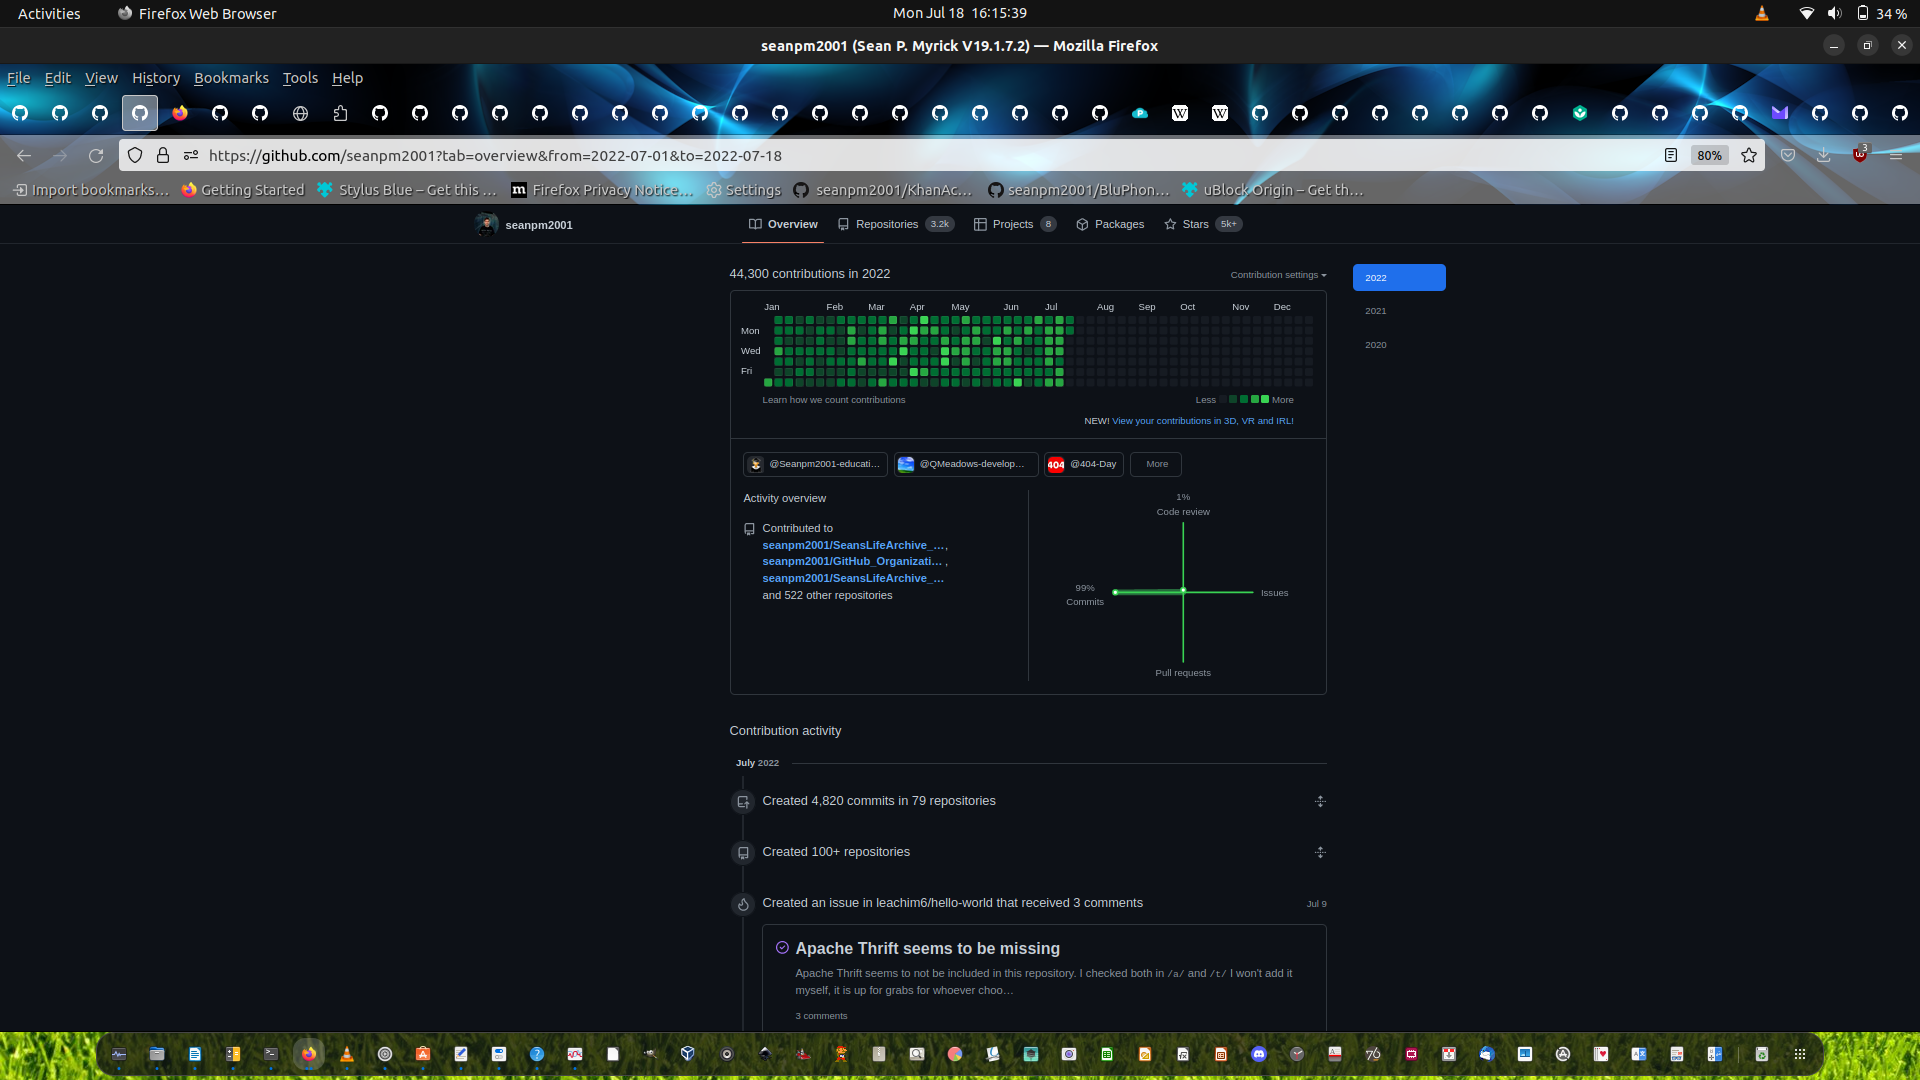 Activities Firefox Web Browser Mon Jul 18 16:15:39 34 %
seanpm2001 (Sean P. Myrick V19.1.7.2) — Mozilla Firefox
File Edit View History Bookmarks Tools Help
https://github.com/seanpm2001?tab=overview&from=2022-07-01&to=2022-07-18 80% 3
Import bookmarks… Getting Started Stylus Blue – Get this … Firefox Privacy Notice… Settings seanpm2001/KhanAc… seanpm2001/BluPhon… uBlock Origin – Get th…
seanpm2001 Overview Repositories 3.2k Projects 8 Packages Stars 5k+
44,300 contributions in 2022 Contribution settings 2022
Jan Feb Mar Apr May Jun Jul Aug Sep Oct Nov Dec
2021
Mon
2020
Wed
Fri
Learn how we count contributions Less More
NEW! View your contributions in 3D, VR and IRL!
@Seanpm2001-educati… @QMeadows-develop… 404 @404-Day More
Activity overview
1%
Code review
Contributed to
seanpm2001/SeansLifeArchive_…,
seanpm2001/GitHub_Organizati… ,
seanpm2001/SeansLifeArchive_…
and 522 other repositories
99%
Commits
Issues
Pull requests
Contribution activity
July 2022
Created 4,820 commits in 79 repositories
Created 100+ repositories
Created an issue in leachim6/hello-world that received 3 comments Jul 9
Apache Thrift seems to be missing
Apache Thrift seems to not be included in this repository. I checked both in /a/ and /t/ I won't add it
myself, it is up for grabs for whoever choo…
3 comments